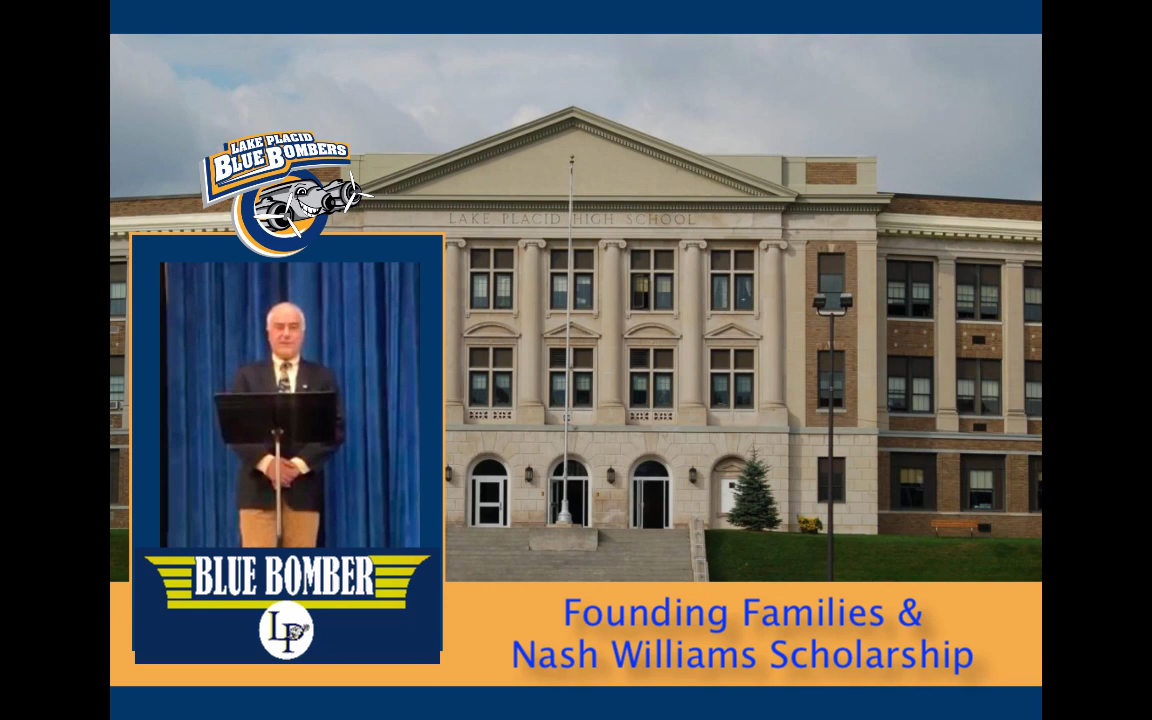 LAKE PLACID
BLUE BOMBERS
LAKE PLACID HIGH SCHOOL
BLUE BOMBER
LP
Founding Families &
Nash Williams Scholarship